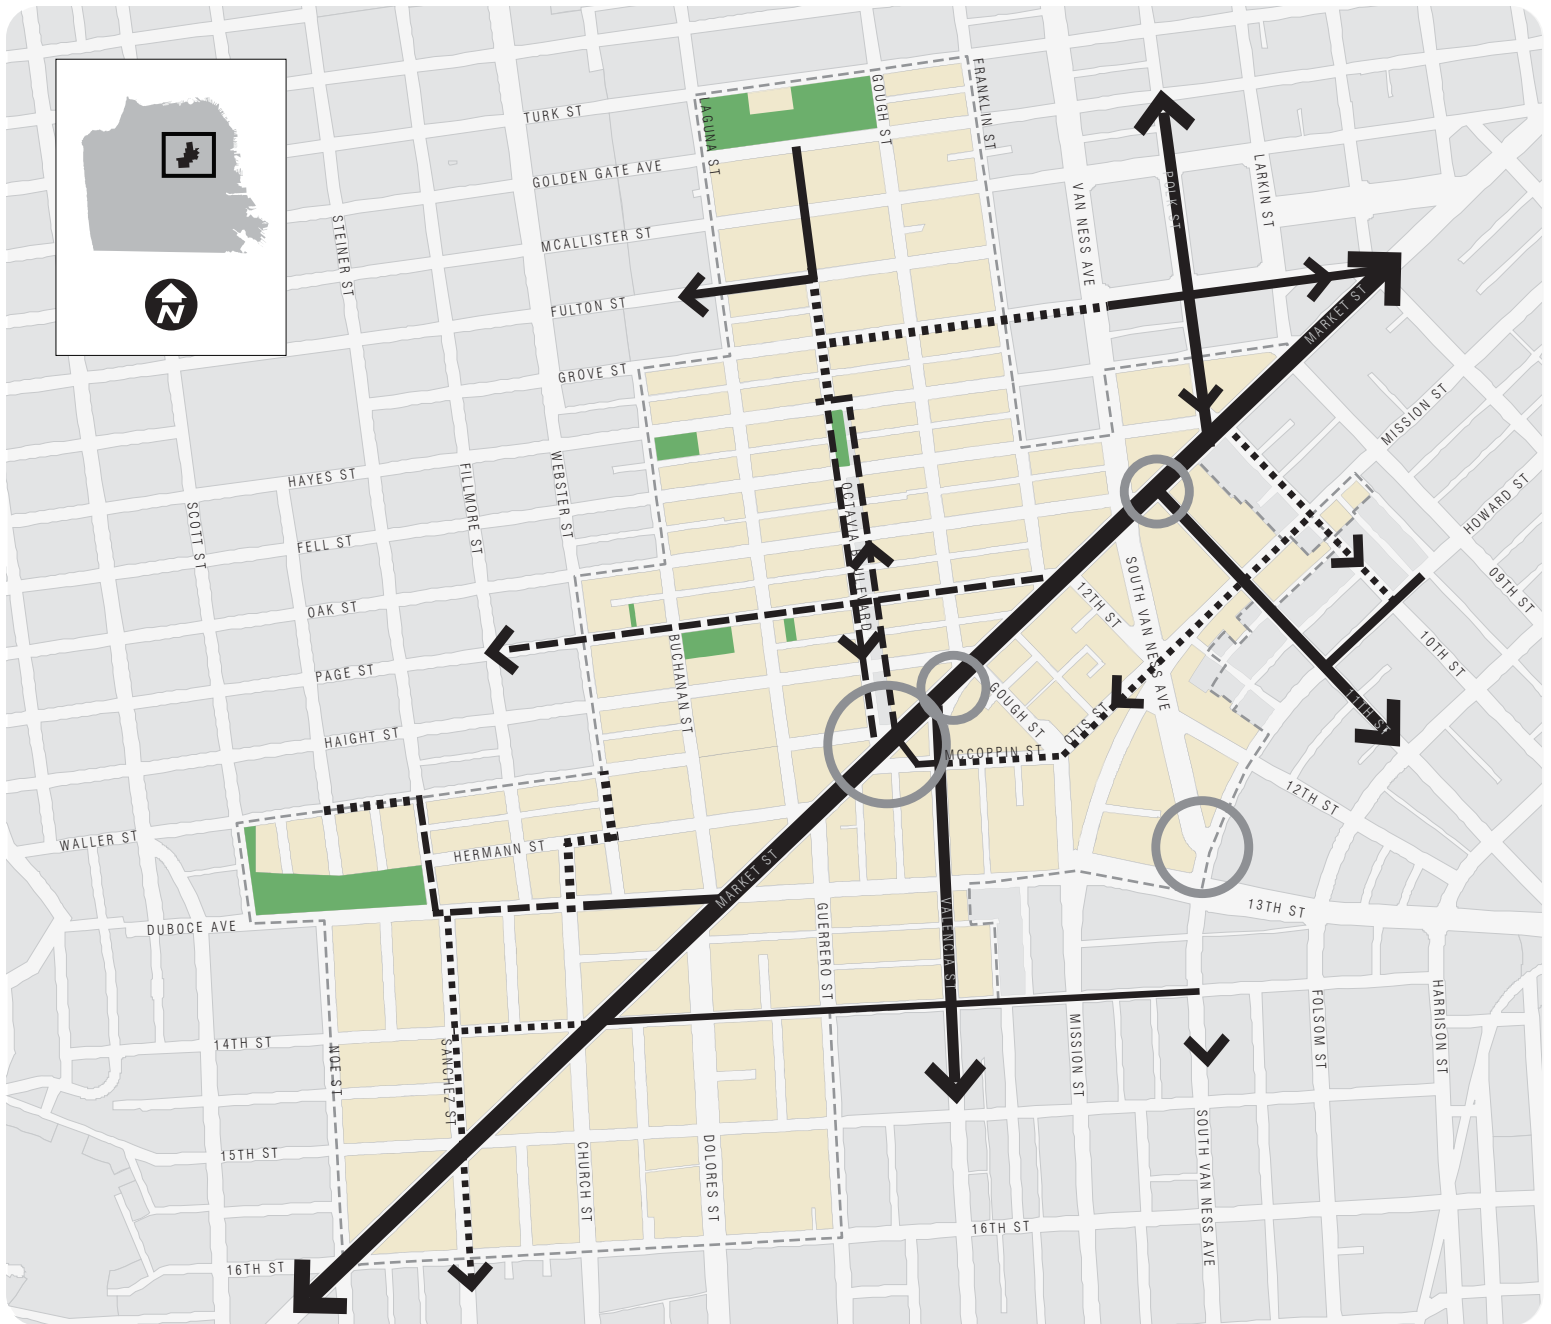 TURK ST
LAGUNA ST
GOUGH ST
FRANKLIN ST
GOLDEN GATE AVE
VAN NESS AVE
POLK ST
LARKIN ST
STEINER ST
MCALLISTER ST
N
FULTON ST
MARKET ST
GROVE ST
MISSION ST
HAYES ST
FILLMORE ST
WEBSTER ST
SCOTT ST
HOWARD ST
OCTAVIA BOULEVARD
FELL ST
09TH ST
SOUTH VAN NESS AVE
12TH ST
OAK ST
10TH ST
PAGE ST
BUCHANAN ST
GOUGH ST
11TH ST
OTIS ST
HAIGHT ST
MCCOPPIN ST
12TH ST
WALLER ST
HERMANN ST
MARKET ST
13TH ST
DUBOCE AVE
GUERRERO ST
VALENCIA ST
14TH ST
NOE ST
SANCHEZ ST
MISSION ST
FOLSOM ST
HARRISON ST
15TH ST
CHURCH ST
DOLORES ST
SOUTH VAN NESS AVE
16TH ST
16TH ST